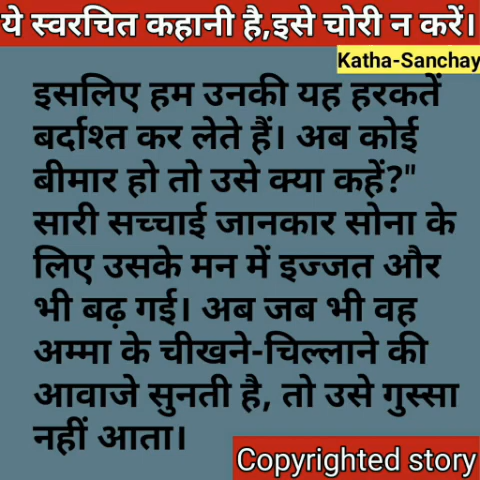 ये स्वरचित कहानी है,इसे चोरी न करें।
Katha-Sanchay
इसलिए हम उनकी यह हरकतें
बर्दाश्त कर लेते हैं। अब कोई
बीमार हो तो उसे क्या कहें?"
सारी सच्चाई जानकार सोना के
लिए उसके मन में इज्जत और
भी बढ़ गई। अब जब भी वह
अम्मा के चीखने-चिल्लाने की
आवाजे सुनती है, तो उसे गुस्सा
नहीं आता।
Copyrighted story